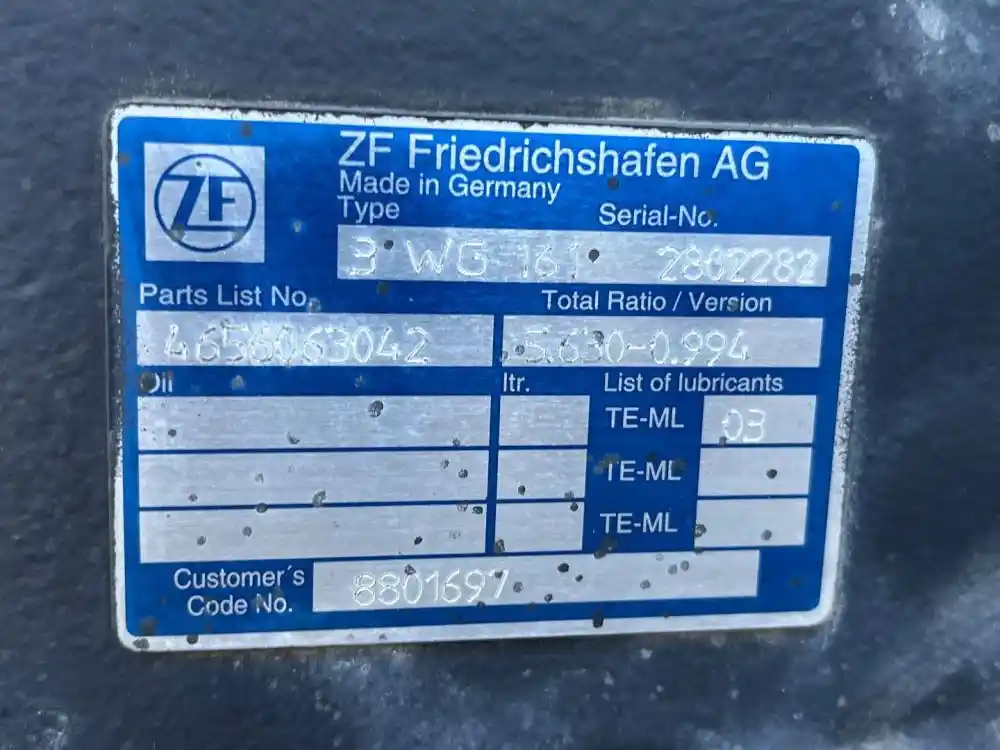 ZF
ZF Friedrichshafen AG
Made in Germany
Type
Serial-No.
3 WG-161
2802282
Parts List No.
Total Ratio / Version
4656063042
5.630-0.994
Oil
ltr.
List of lubricants
TE-ML
03
TE-ML
TE-ML
Customer´s
Code No.
8801697